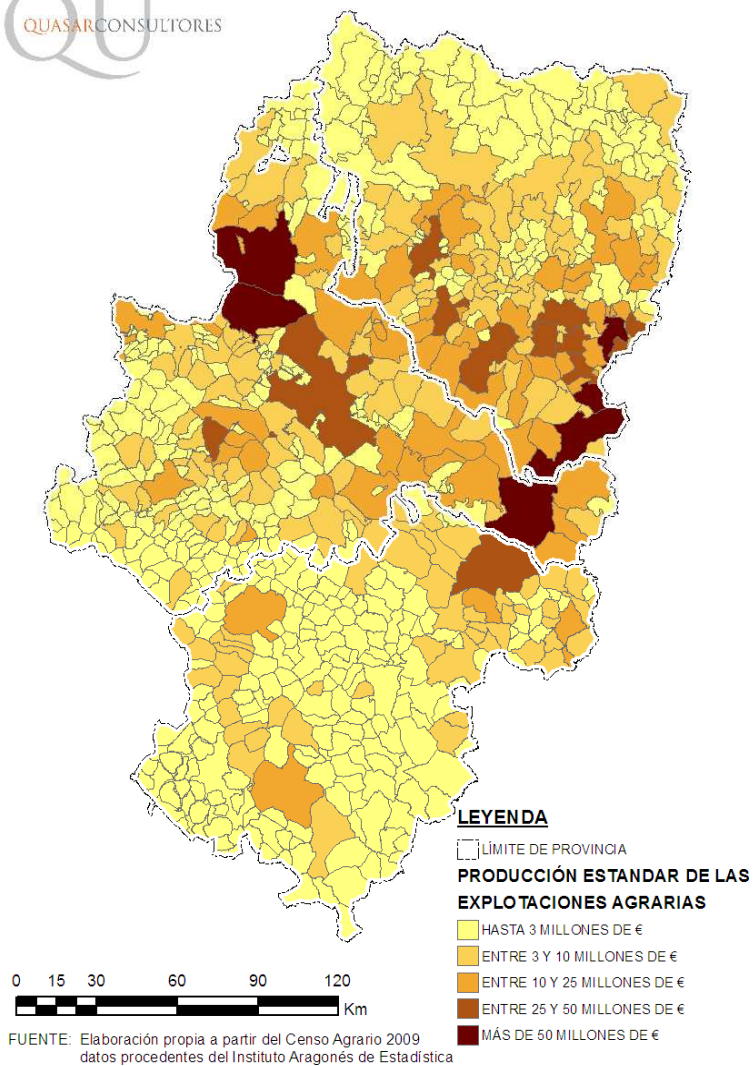 QU
QUASARCONSULTORES
LEYENDA
LÍMITE DE PROVINCIA
PRODUCCIÓN ESTANDAR DE LAS
EXPLOTACIONES AGRARIAS
HASTA 3 MILLONES DE €
ENTRE 3 Y 10 MILLONES DE €
ENTRE 10 Y 25 MILLONES DE €
ENTRE 25 Y 50 MILLONES DE €
MÁS DE 50 MILLONES DE €
0 15 30 60 90 120
Km
FUENTE: Elaboración propia a partir del Censo Agrario 2009
datos procedentes del Instituto Aragonés de Estadística